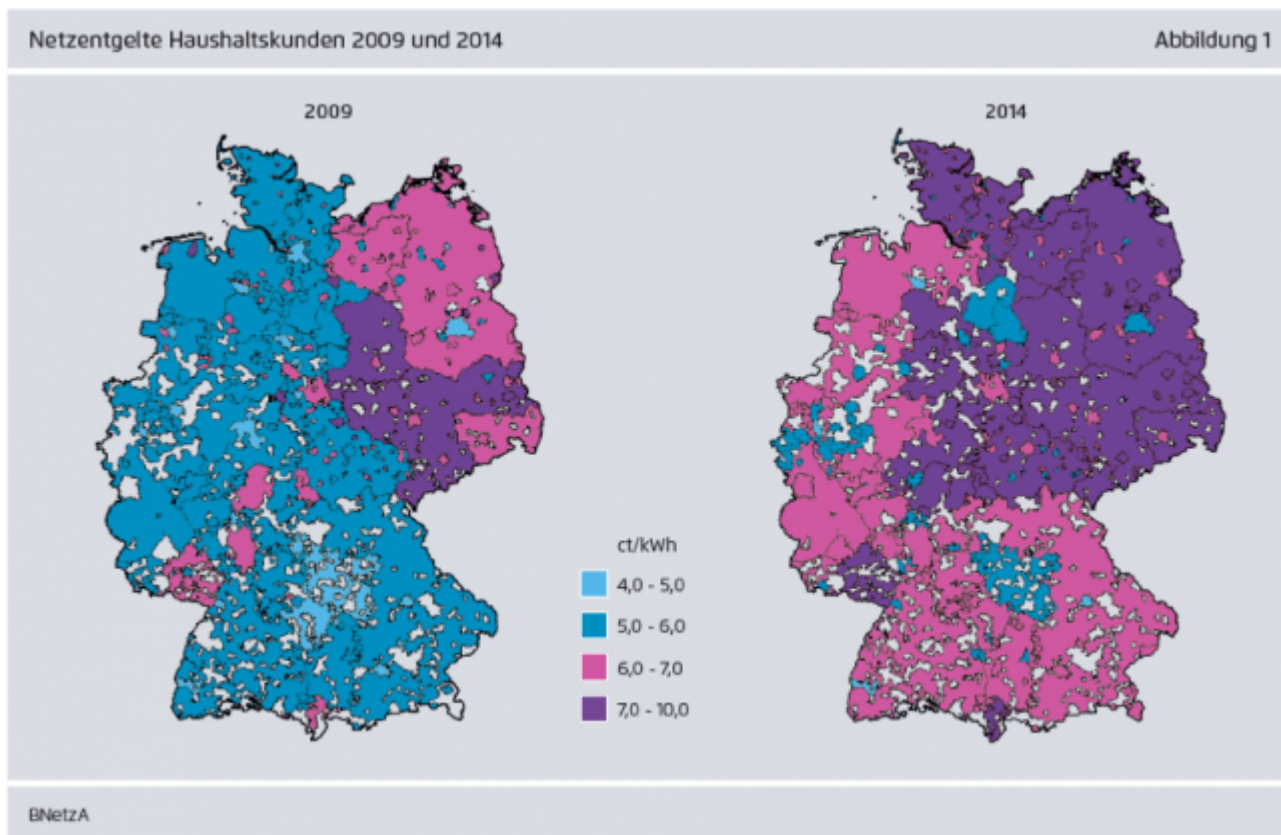 Netzentgelte Haushaltskunden 2009 und 2014
Abbildung 1
2009
2014
ct/kWh
4,0 - 5,0
5,0 - 6,0
6,0 - 7,0
7,0 - 10,0
BNetzA